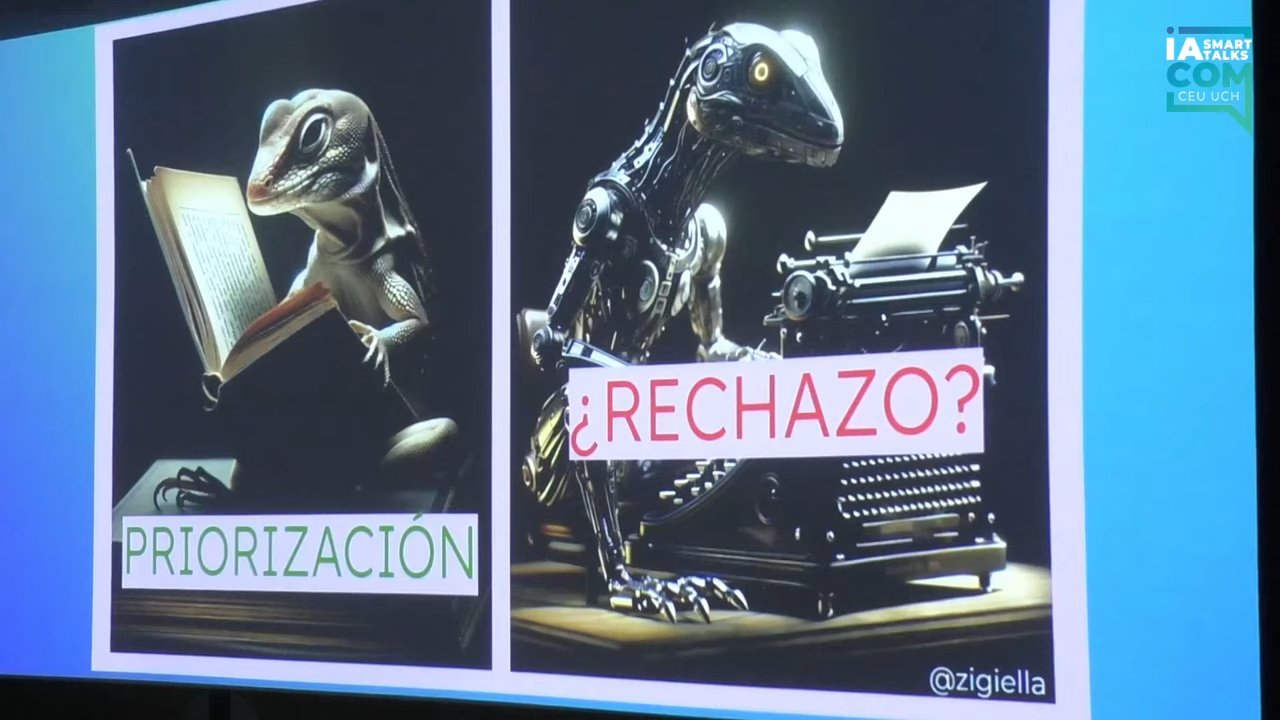 PRIORIZACIÓN
¿RECHAZO?
@zigiella
iA SMART TALKS
COM
CEU UCH